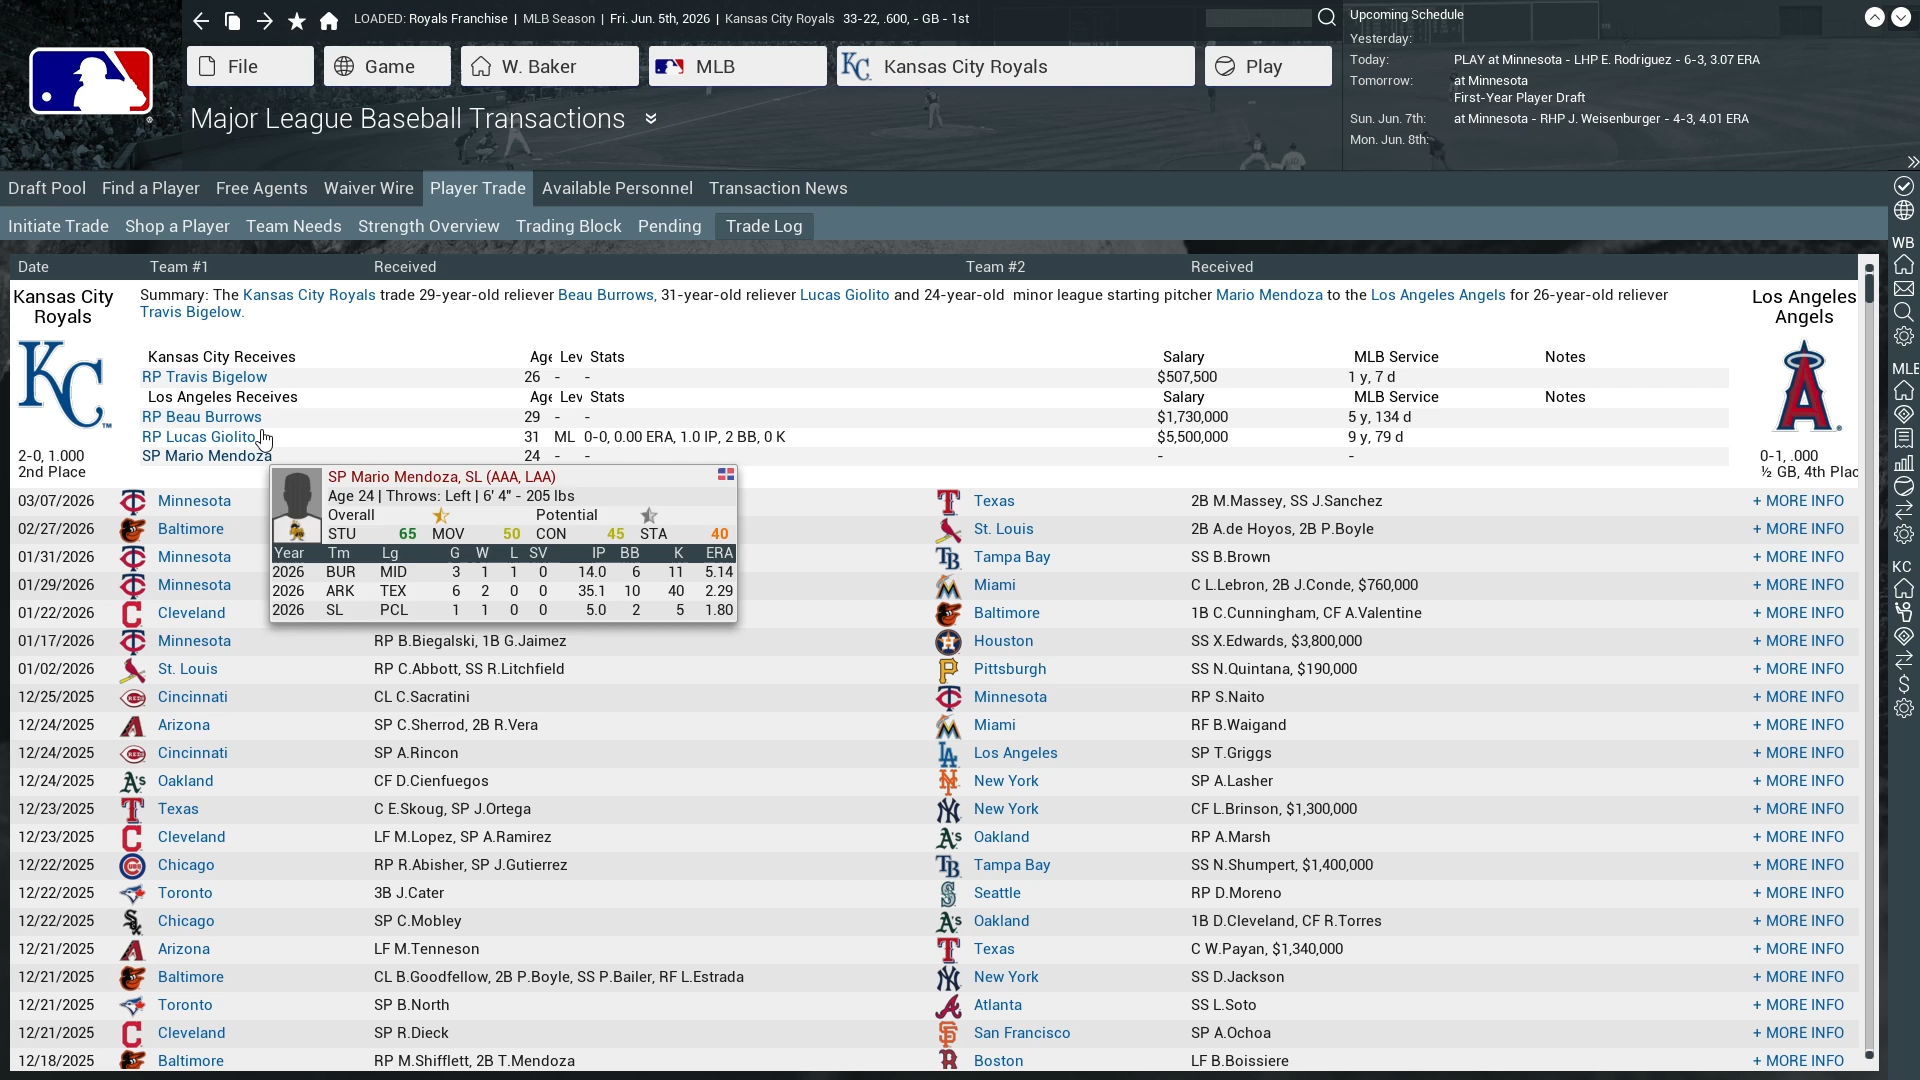 LOADED: Royals Franchise | MLB Season | Fri. Jun. 5th, 2026 | Kansas City Royals 33-22, .600, - GB - 1st
File Game W. Baker MLB Kansas City Royals Play
Major League Baseball Transactions
Upcoming Schedule
Yesterday:
Today: PLAY at Minnesota - LHP E. Rodriguez - 6-3, 3.07 ERA
Tomorrow: at Minnesota
First-Year Player Draft
Sun. Jun. 7th: at Minnesota - RHP J. Weisenburger - 4-3, 4.01 ERA
Mon. Jun. 8th:
Draft Pool Find a Player Free Agents Waiver Wire Player Trade Available Personnel Transaction News
Initiate Trade Shop a Player Team Needs Strength Overview Trading Block Pending Trade Log
Date Team #1 Received Team #2 Received
Kansas City
Royals
KC
2-0, 1.000
2nd Place
Summary: The Kansas City Royals trade 29-year-old reliever Beau Burrows, 31-year-old reliever Lucas Giolito and 24-year-old minor league starting pitcher Mario Mendoza to the Los Angeles Angels for 26-year-old reliever
Travis Bigelow.
Kansas City Receives Age Lev Stats Salary MLB Service Notes
RP Travis Bigelow 26 - - $507,500 1 y, 7 d
Los Angeles Receives Age Lev Stats Salary MLB Service Notes
RP Beau Burrows 29 - - $1,730,000 5 y, 134 d
RP Lucas Giolito 31 ML 0-0, 0.00 ERA, 1.0 IP, 2 BB, 0 K $5,500,000 9 y, 79 d
SP Mario Mendoza 24 - - - -
Los Angeles
Angels
A
0-1, .000
½ GB, 4th Plac
SP Mario Mendoza, SL (AAA, LAA)
Age 24 | Throws: Left | 6' 4" - 205 lbs
Overall Potential
STU 65 MOV 50 CON 45 STA 40
Year Tm Lg G W L SV IP BB K ERA
2026 BUR MID 3 1 1 0 14.0 6 11 5.14
2026 ARK TEX 6 2 0 0 35.1 10 40 2.29
2026 SL PCL 1 1 0 0 5.0 2 5 1.80
03/07/2026 Minnesota Texas 2B M.Massey, SS J.Sanchez + MORE INFO
02/27/2026 Baltimore St. Louis 2B A.de Hoyos, 2B P.Boyle + MORE INFO
01/31/2026 Minnesota Tampa Bay SS B.Brown + MORE INFO
01/29/2026 Minnesota Miami C L.Lebron, 2B J.Conde, $760,000 + MORE INFO
01/22/2026 Cleveland Baltimore 1B C.Cunningham, CF A.Valentine + MORE INFO
01/17/2026 Minnesota RP B.Biegalski, 1B G.Jaimez Houston SS X.Edwards, $3,800,000 + MORE INFO
01/02/2026 St. Louis RP C.Abbott, SS R.Litchfield Pittsburgh SS N.Quintana, $190,000 + MORE INFO
12/25/2025 Cincinnati CL C.Sacratini Minnesota RP S.Naito + MORE INFO
12/24/2025 Arizona SP C.Sherrod, 2B R.Vera Miami RF B.Waigand + MORE INFO
12/24/2025 Cincinnati SP A.Rincon Los Angeles SP T.Griggs + MORE INFO
12/24/2025 Oakland CF D.Cienfuegos New York SP A.Lasher + MORE INFO
12/23/2025 Texas C E.Skoug, SP J.Ortega New York CF L.Brinson, $1,300,000 + MORE INFO
12/23/2025 Cleveland LF M.Lopez, SP A.Ramirez Oakland RP A.Marsh + MORE INFO
12/22/2025 Chicago RP R.Abisher, SP J.Gutierrez Tampa Bay SS N.Shumpert, $1,400,000 + MORE INFO
12/22/2025 Toronto 3B J.Cater Seattle RP D.Moreno + MORE INFO
12/22/2025 Chicago SP C.Mobley Oakland 1B D.Cleveland, CF R.Torres + MORE INFO
12/21/2025 Arizona LF M.Tenneson Texas C W.Payan, $1,340,000 + MORE INFO
12/21/2025 Baltimore CL B.Goodfellow, 2B P.Boyle, SS P.Bailer, RF L.Estrada New York SS D.Jackson + MORE INFO
12/21/2025 Toronto SP B.North Atlanta SS L.Soto + MORE INFO
12/21/2025 Cleveland SP R.Dieck San Francisco SP A.Ochoa + MORE INFO
12/18/2025 Baltimore RP M.Shifflett, 2B T.Mendoza Boston LF B.Boissiere + MORE INFO
WB
MLB
KC